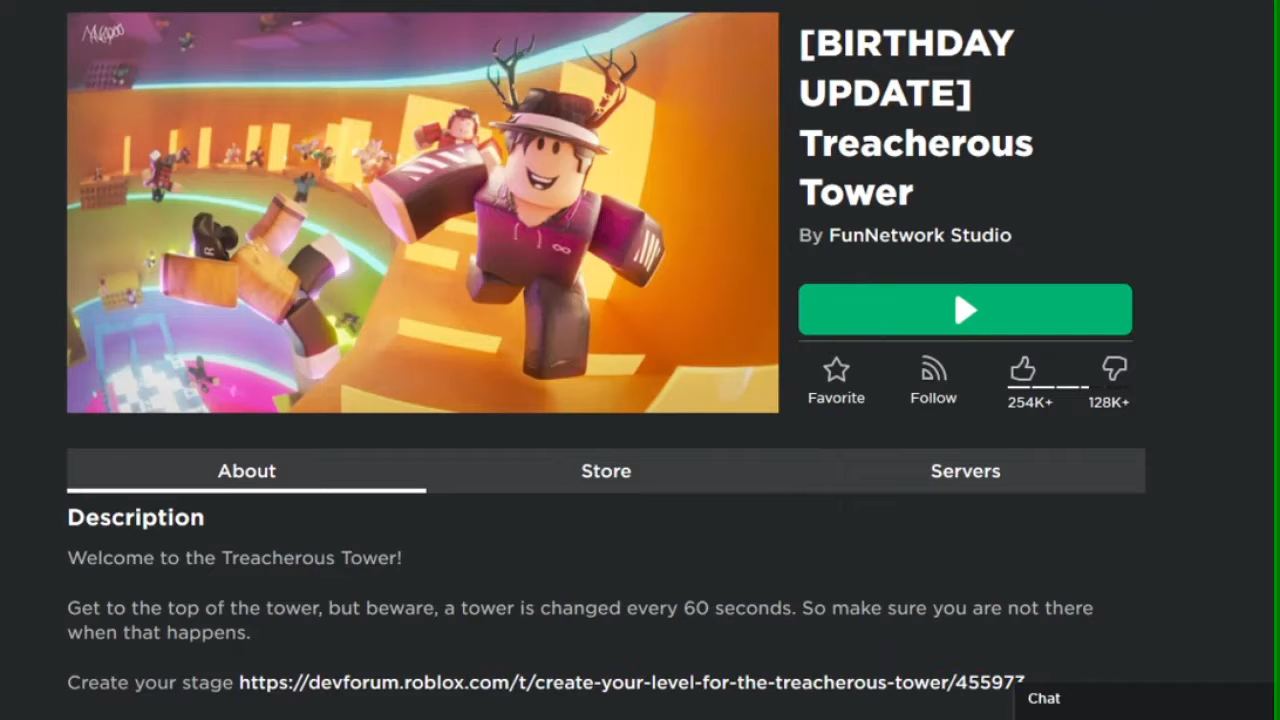 [BIRTHDAY
UPDATE]
Treacherous
Tower
By FunNetwork Studio
Favorite
Follow
254K+
128K+
About
Store
Servers
Description
Welcome to the Treacherous Tower!
Get to the top of the tower, but beware, a tower is changed every 60 seconds. So make sure you are not there
when that happens.
Create your stage https://devforum.roblox.com/t/create-your-level-for-the-treacherous-tower/455973
Chat